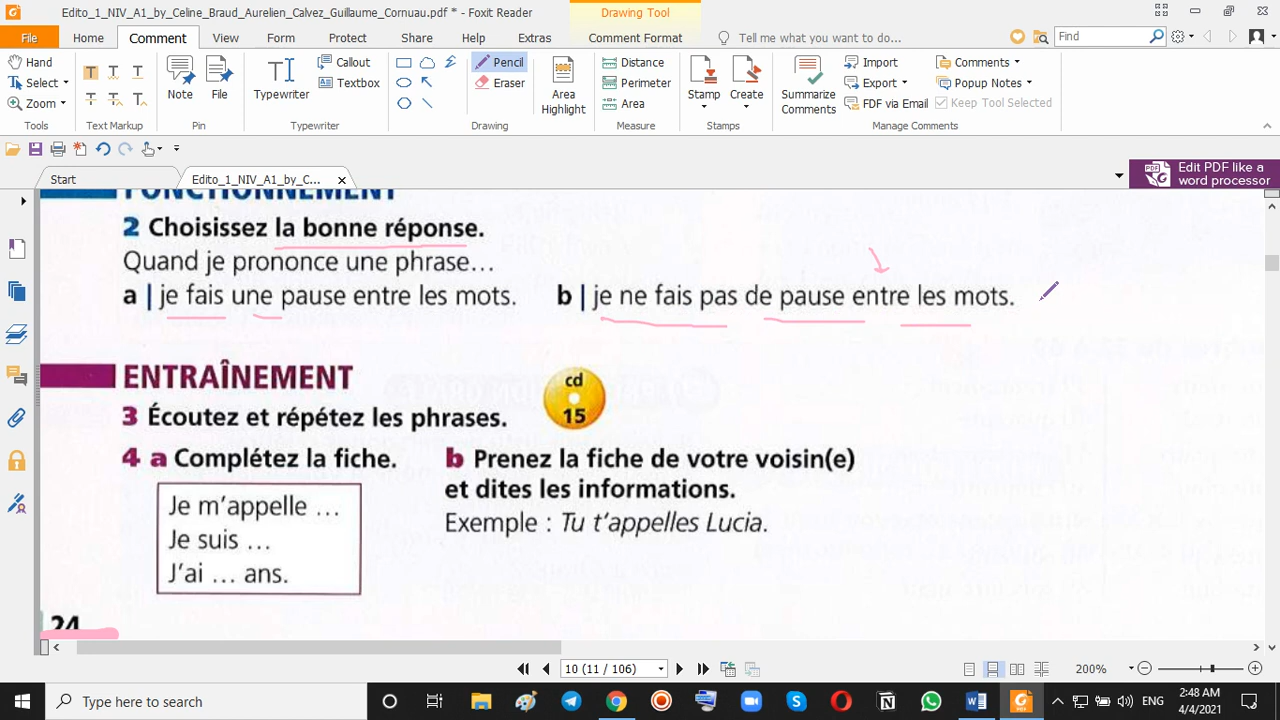 Edito_1_NIV_A1_by_Celine_Braud_Aurelien_Calvez_Guillaume_Cornuau.pdf * - Foxit Reader
Drawing Tool
File Home Comment View Form Protect Share Help Extras Comment Format Tell me what you want to do... Find
Hand
Select
Zoom
Tools
Text Markup
Note
File
Pin
Typewriter
Callout
Textbox
Typewriter
Pencil
Eraser
Drawing
Area
Highlight
Distance
Perimeter
Area
Measure
Stamp
Create
Stamps
Summarize
Comments
Import
Export
FDF via Email
Comments
Popup Notes
Keep Tool Selected
Manage Comments
Start
Edito_1_NIV_A1_by_C...
Edit PDF like a
word processor
FONCTIONNEMENT
2 Choisissez la bonne réponse.
Quand je prononce une phrase...
a | je fais une pause entre les mots. b | je ne fais pas de pause entre les mots.
ENTRAÎNEMENT
cd
15
3 Écoutez et répétez les phrases.
4 a Complétez la fiche.
Je m'appelle ...
Je suis ...
J'ai ... ans.
b Prenez la fiche de votre voisin(e)
et dites les informations.
Exemple : Tu t'appelles Lucia.
24
10 (11 / 106)
200%
Type here to search
ENG
2:48 AM
4/4/2021